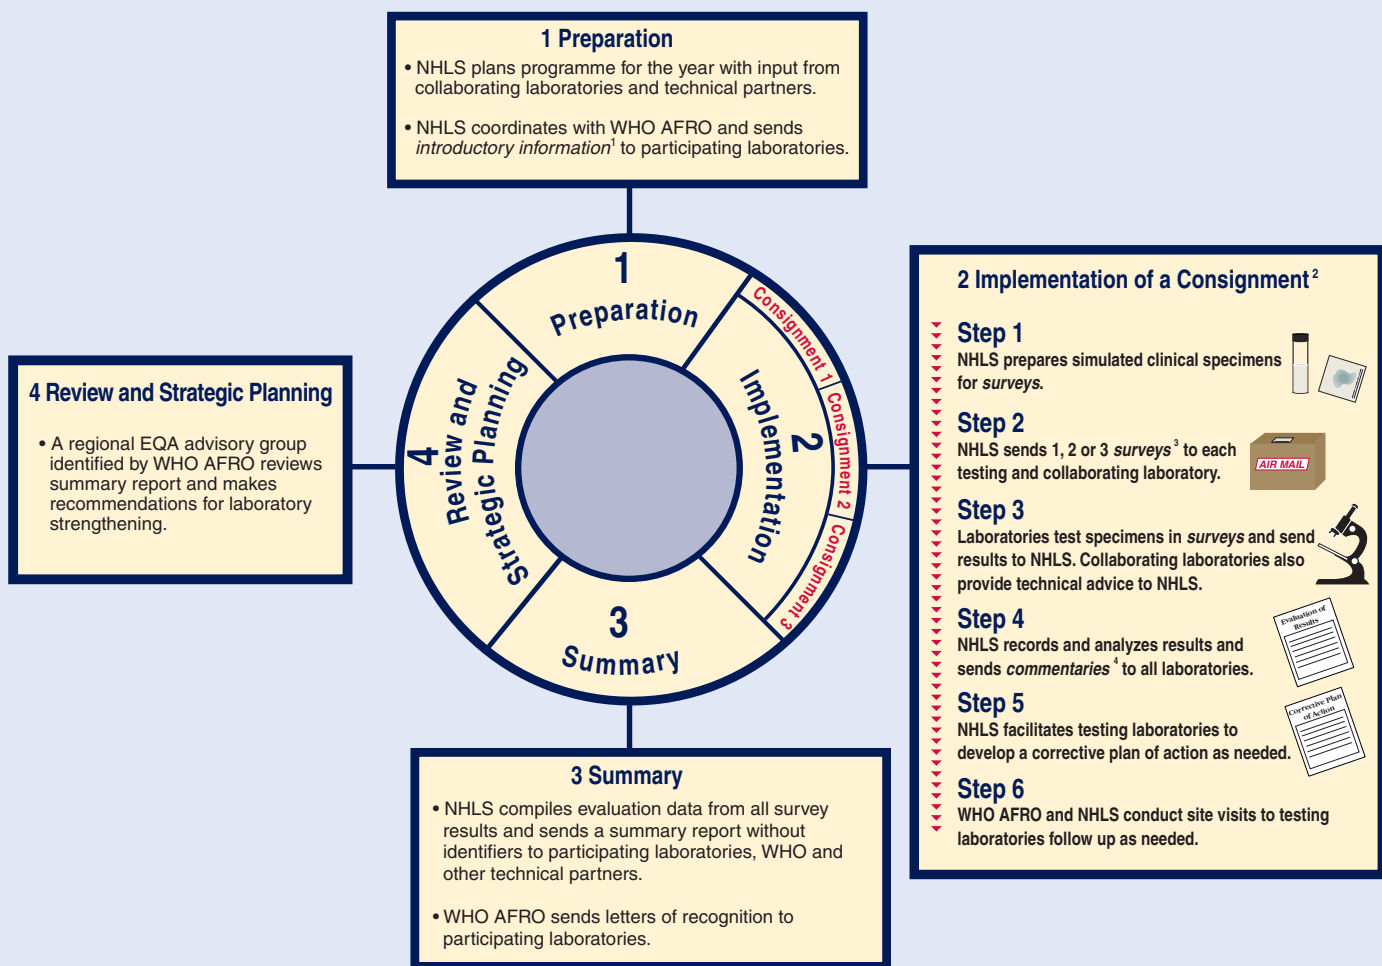 1 Preparation
• NHLS plans programme for the year with input from
collaborating laboratories and technical partners.
• NHLS coordinates with WHO AFRO and sends
introductory information¹ to participating laboratories.
1
Preparation
2
Implementation
Consignment 1
Consignment 2
Consignment 3
3
Summary
4
Review and
Strategic Planning
2 Implementation of a Consignment²
Step 1
NHLS prepares simulated clinical specimens
for surveys.
Step 2
NHLS sends 1, 2 or 3 surveys³ to each
testing and collaborating laboratory.
AIR MAIL
Step 3
Laboratories test specimens in surveys and send
results to NHLS. Collaborating laboratories also
provide technical advice to NHLS.
Step 4
NHLS records and analyzes results and
sends commentaries⁴ to all laboratories.
Evaluation of
Results
Step 5
NHLS facilitates testing laboratories to
develop a corrective plan of action as needed.
Corrective Plan
of Action
Step 6
WHO AFRO and NHLS conduct site visits to testing
laboratories follow up as needed.
3 Summary
• NHLS compiles evaluation data from all survey
results and sends a summary report without
identifiers to participating laboratories, WHO and
other technical partners.
• WHO AFRO sends letters of recognition to
participating laboratories.
4 Review and Strategic Planning
• A regional EQA advisory group
identified by WHO AFRO reviews
summary report and makes
recommendations for laboratory
strengthening.